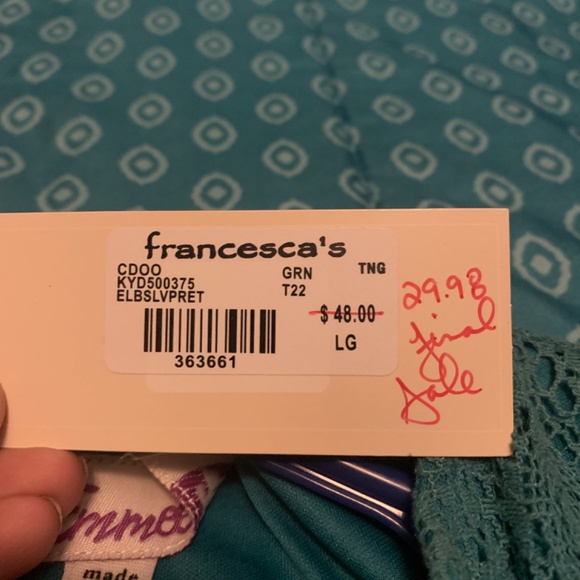 francesca's
CDOO GRN TNG
KYD500375 T22
ELBSLVPRET $48.00
LG
363661
29.98
final
Sale
made